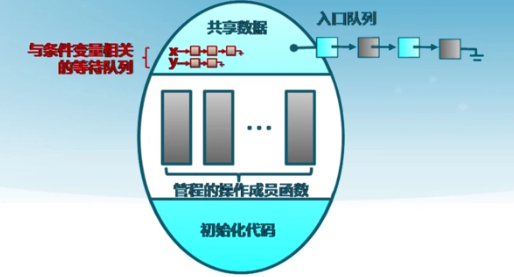 共享数据
入口队列
与条件变量相关
的等待队列
x
y
管程的操作成员函数
初始化代码